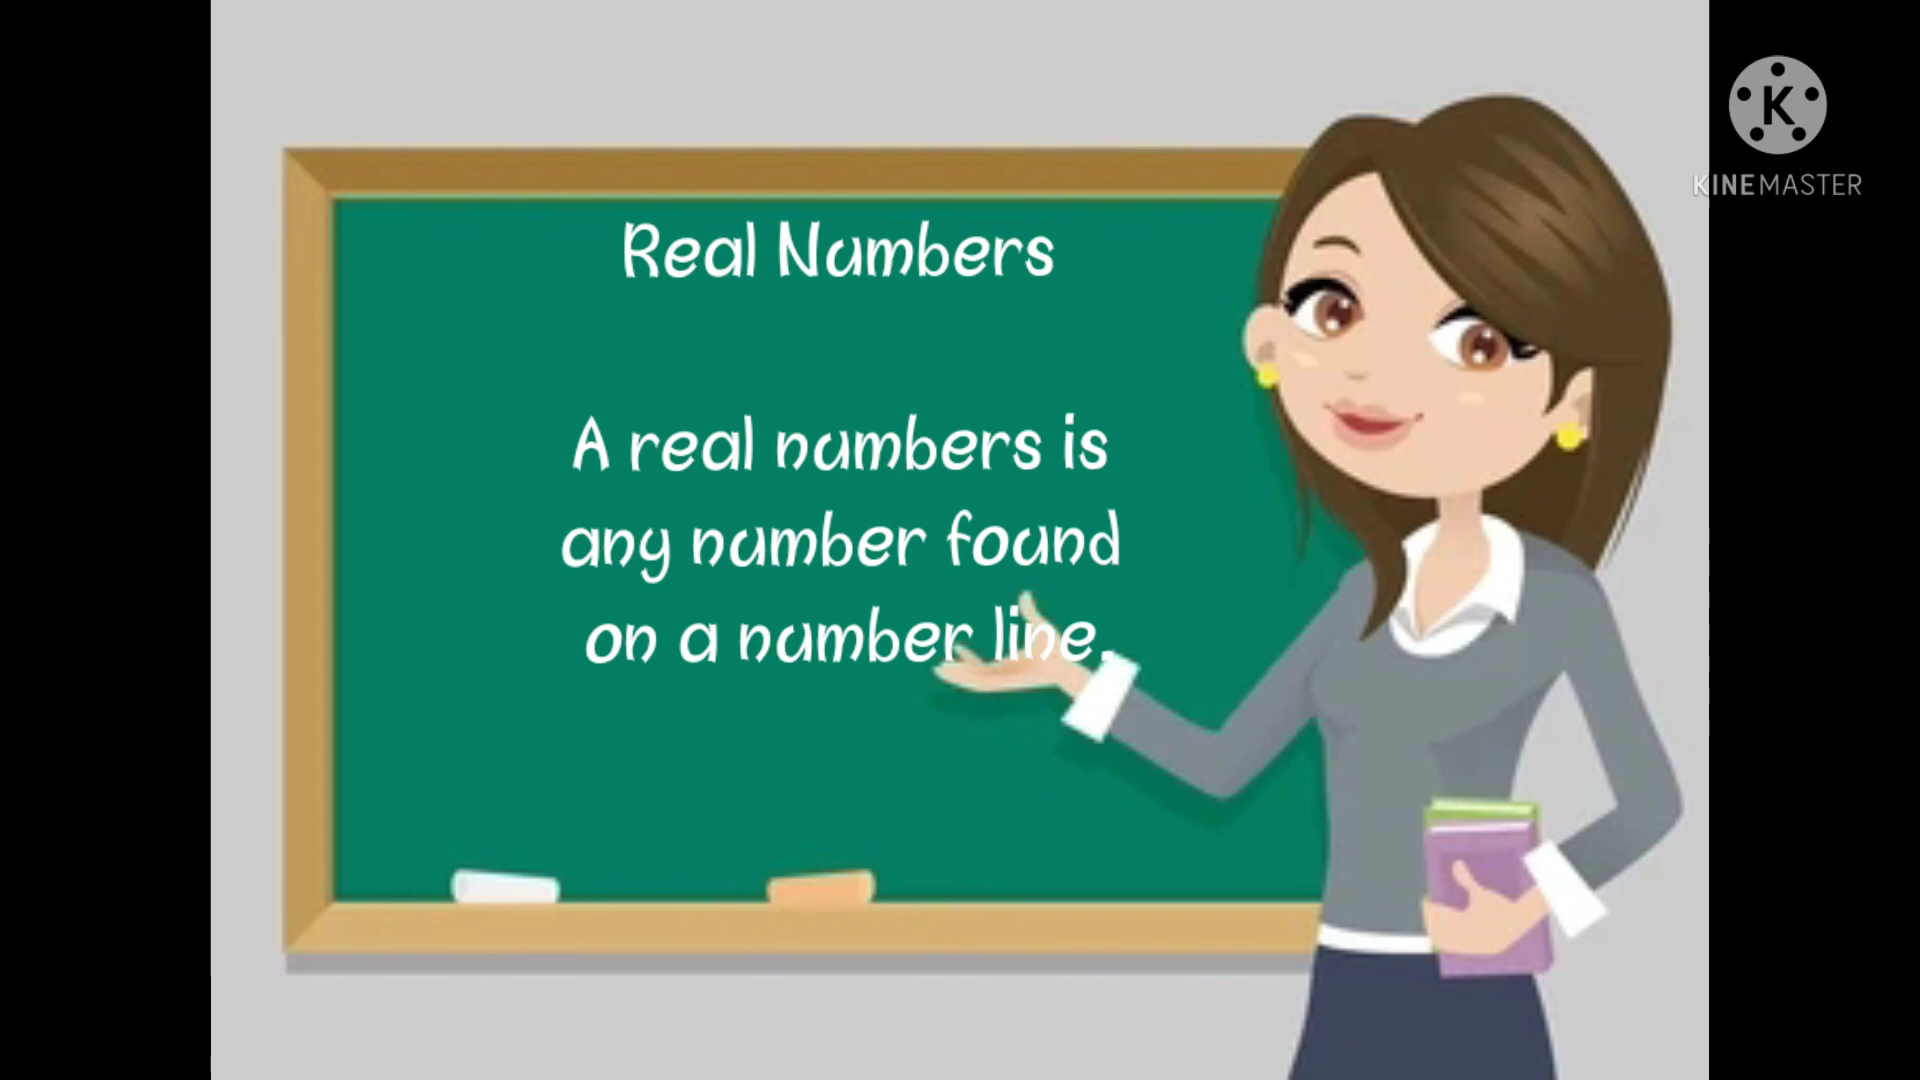 K
KINEMASTER
Real Numbers
A real numbers is
any number found
on a number line.